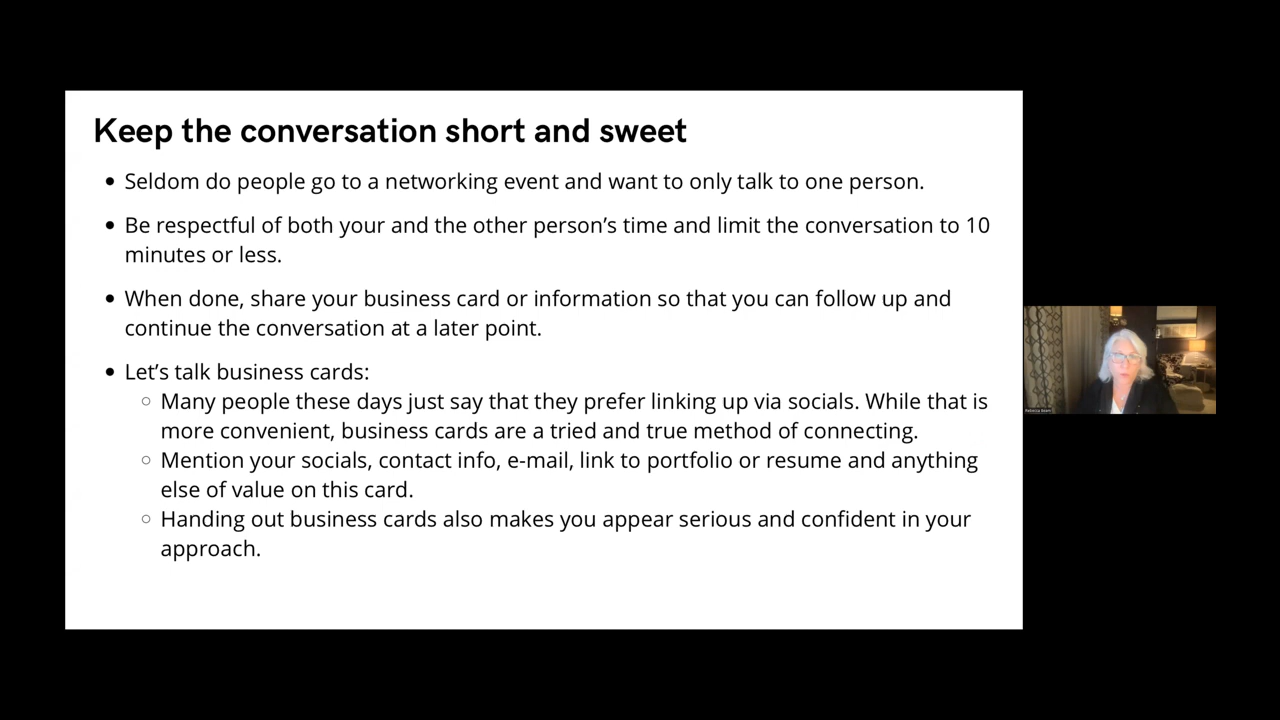 Keep the conversation short and sweet
• Seldom do people go to a networking event and want to only talk to one person.
• Be respectful of both your and the other person’s time and limit the conversation to 10
minutes or less.
• When done, share your business card or information so that you can follow up and
continue the conversation at a later point.
• Let’s talk business cards:
○ Many people these days just say that they prefer linking up via socials. While that is
more convenient, business cards are a tried and true method of connecting.
○ Mention your socials, contact info, e-mail, link to portfolio or resume and anything
else of value on this card.
○ Handing out business cards also makes you appear serious and confident in your
approach.